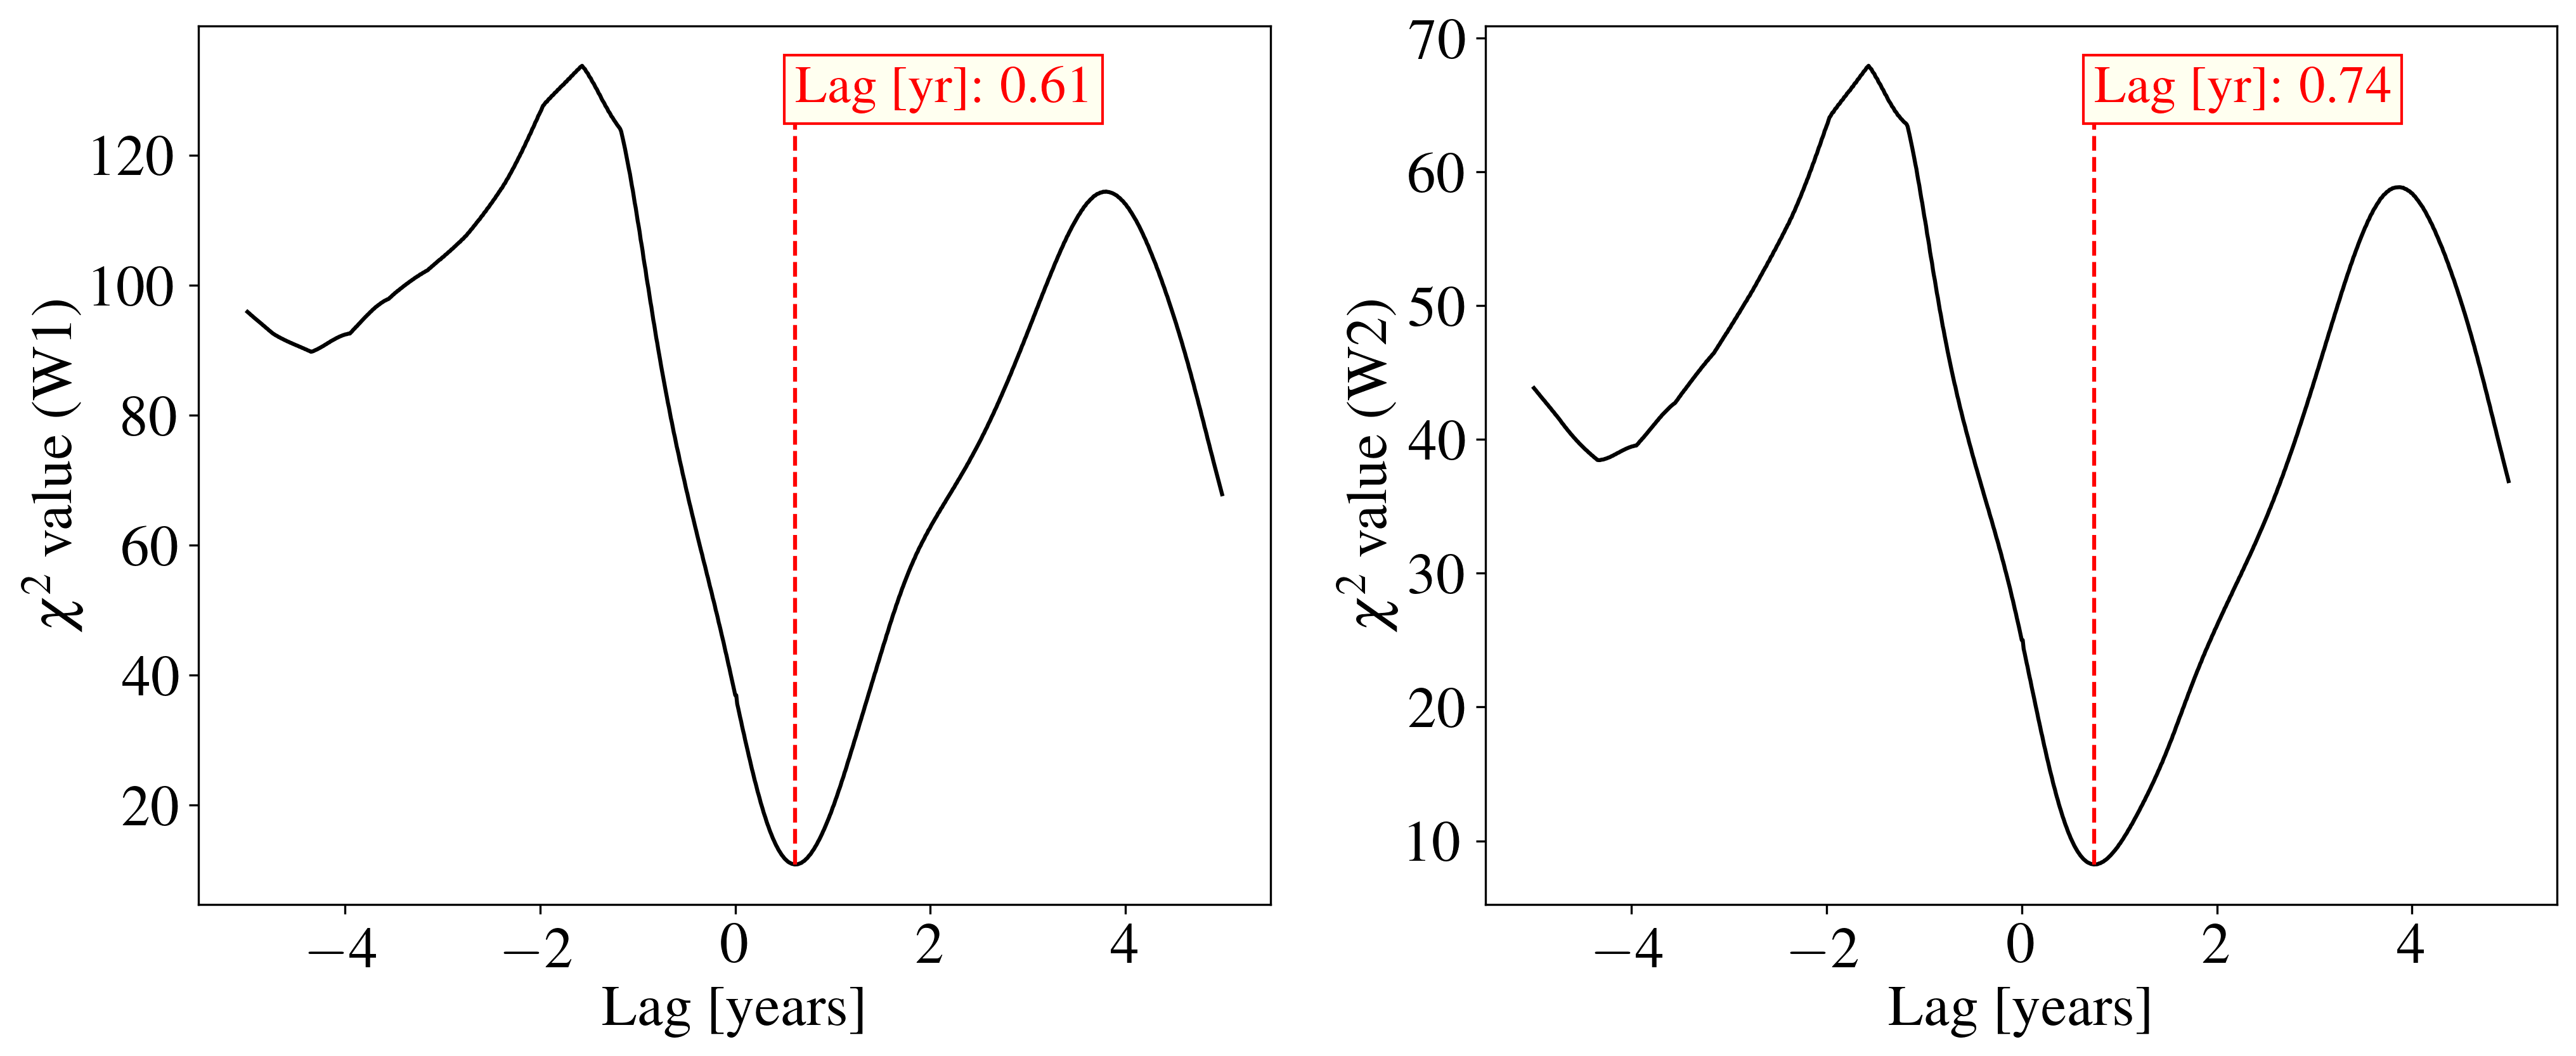 Lag [yr]: 0.61
120
100
80
60
40
20
χ² value (W1)
−4 −2 0 2 4
Lag [years]
Lag [yr]: 0.74
70
60
50
40
30
20
10
χ² value (W2)
−4 −2 0 2 4
Lag [years]